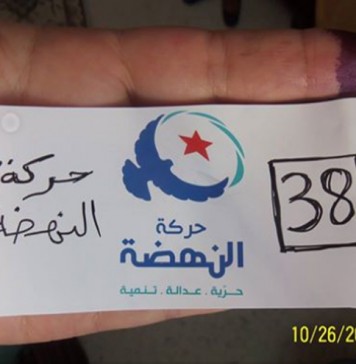 حركة
النهضة
حركة
النهضة
حرية . عدالة . تنمية
38
10/26/20